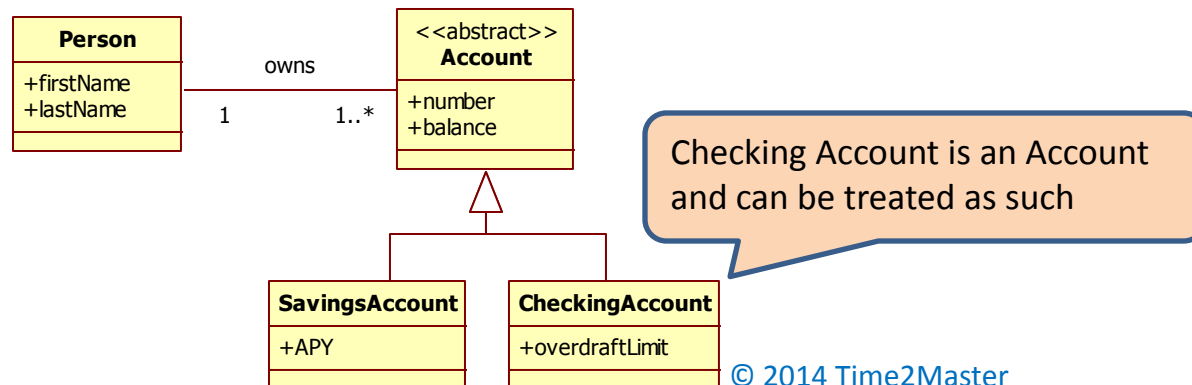 Person
+firstName
+lastName
owns
1
1..*
<<abstract>>
Account
+number
+balance
Checking Account is an Account
and can be treated as such
SavingsAccount
+APY
CheckingAccount
+overdraftLimit
© 2014 Time2Master